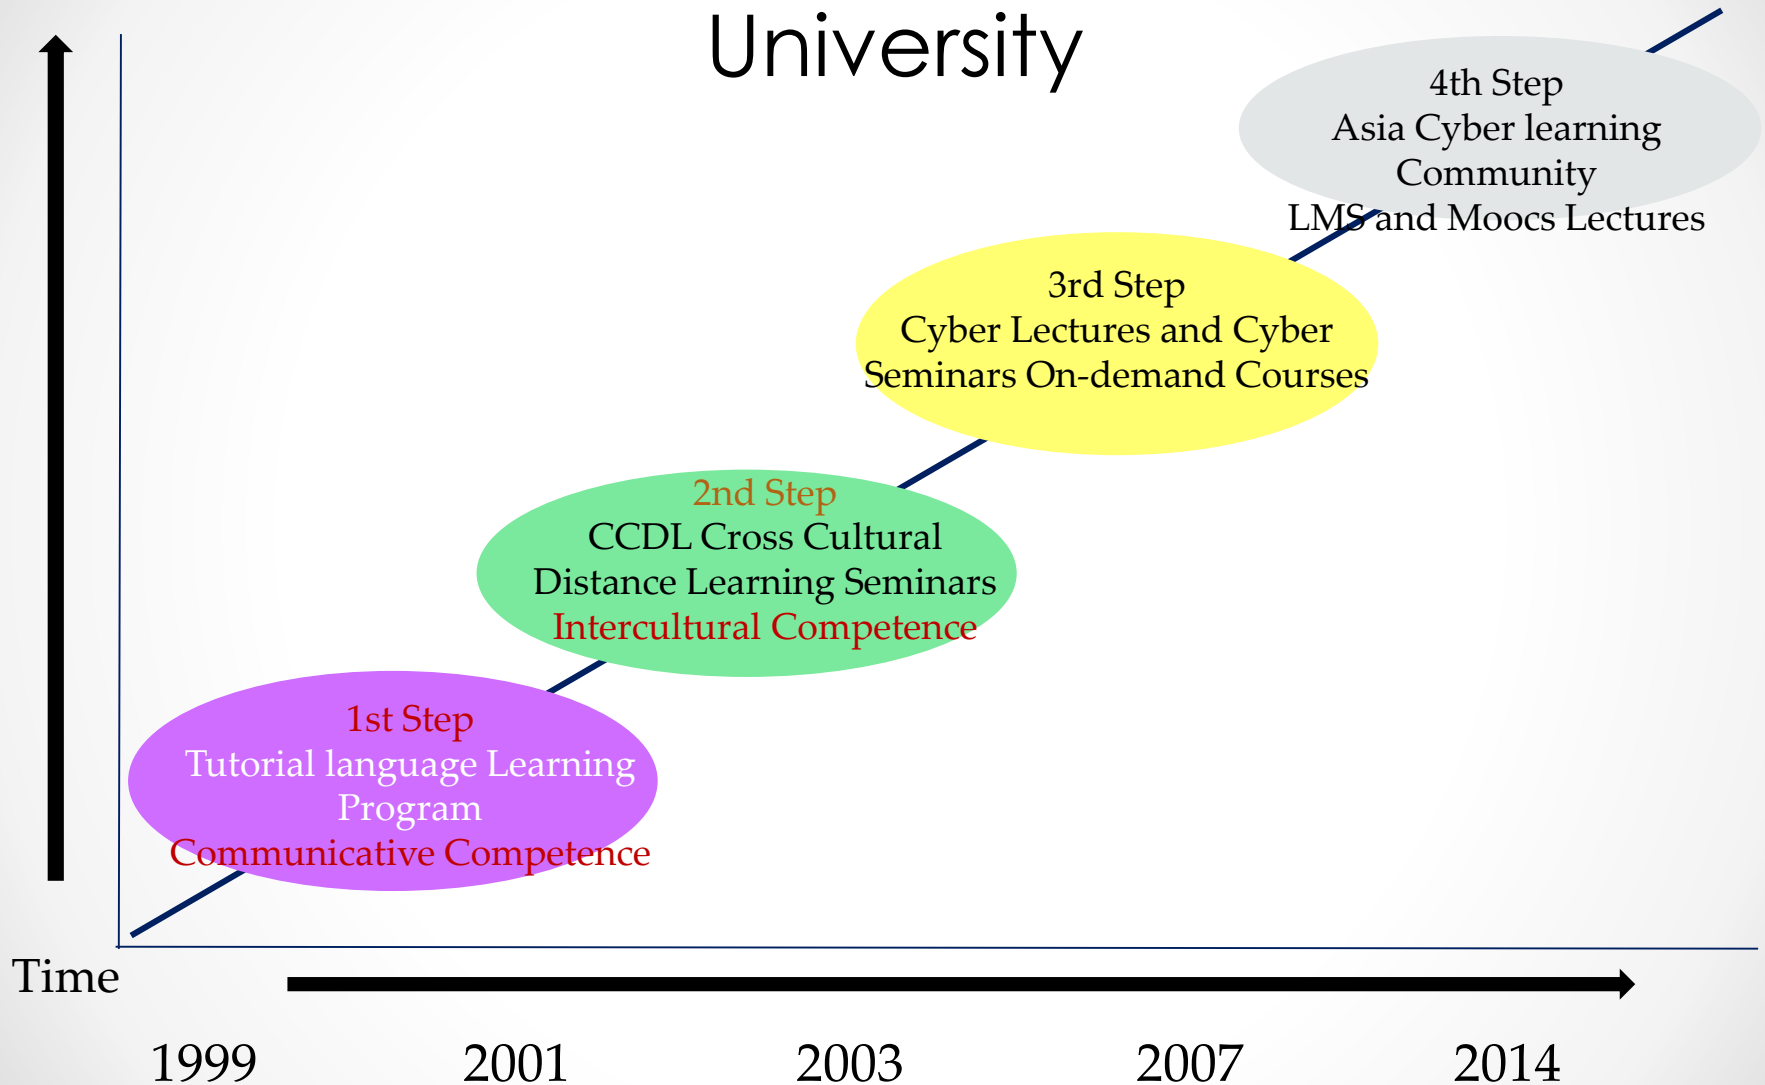 University
4th Step
Asia Cyber learning
Community
LMS and Moocs Lectures
3rd Step
Cyber Lectures and Cyber
Seminars On-demand Courses
2nd Step
CCDL Cross Cultural
Distance Learning Seminars
Intercultural Competence
1st Step
Tutorial language Learning
Program
Communicative Competence
Time
1999 2001 2003 2007 2014